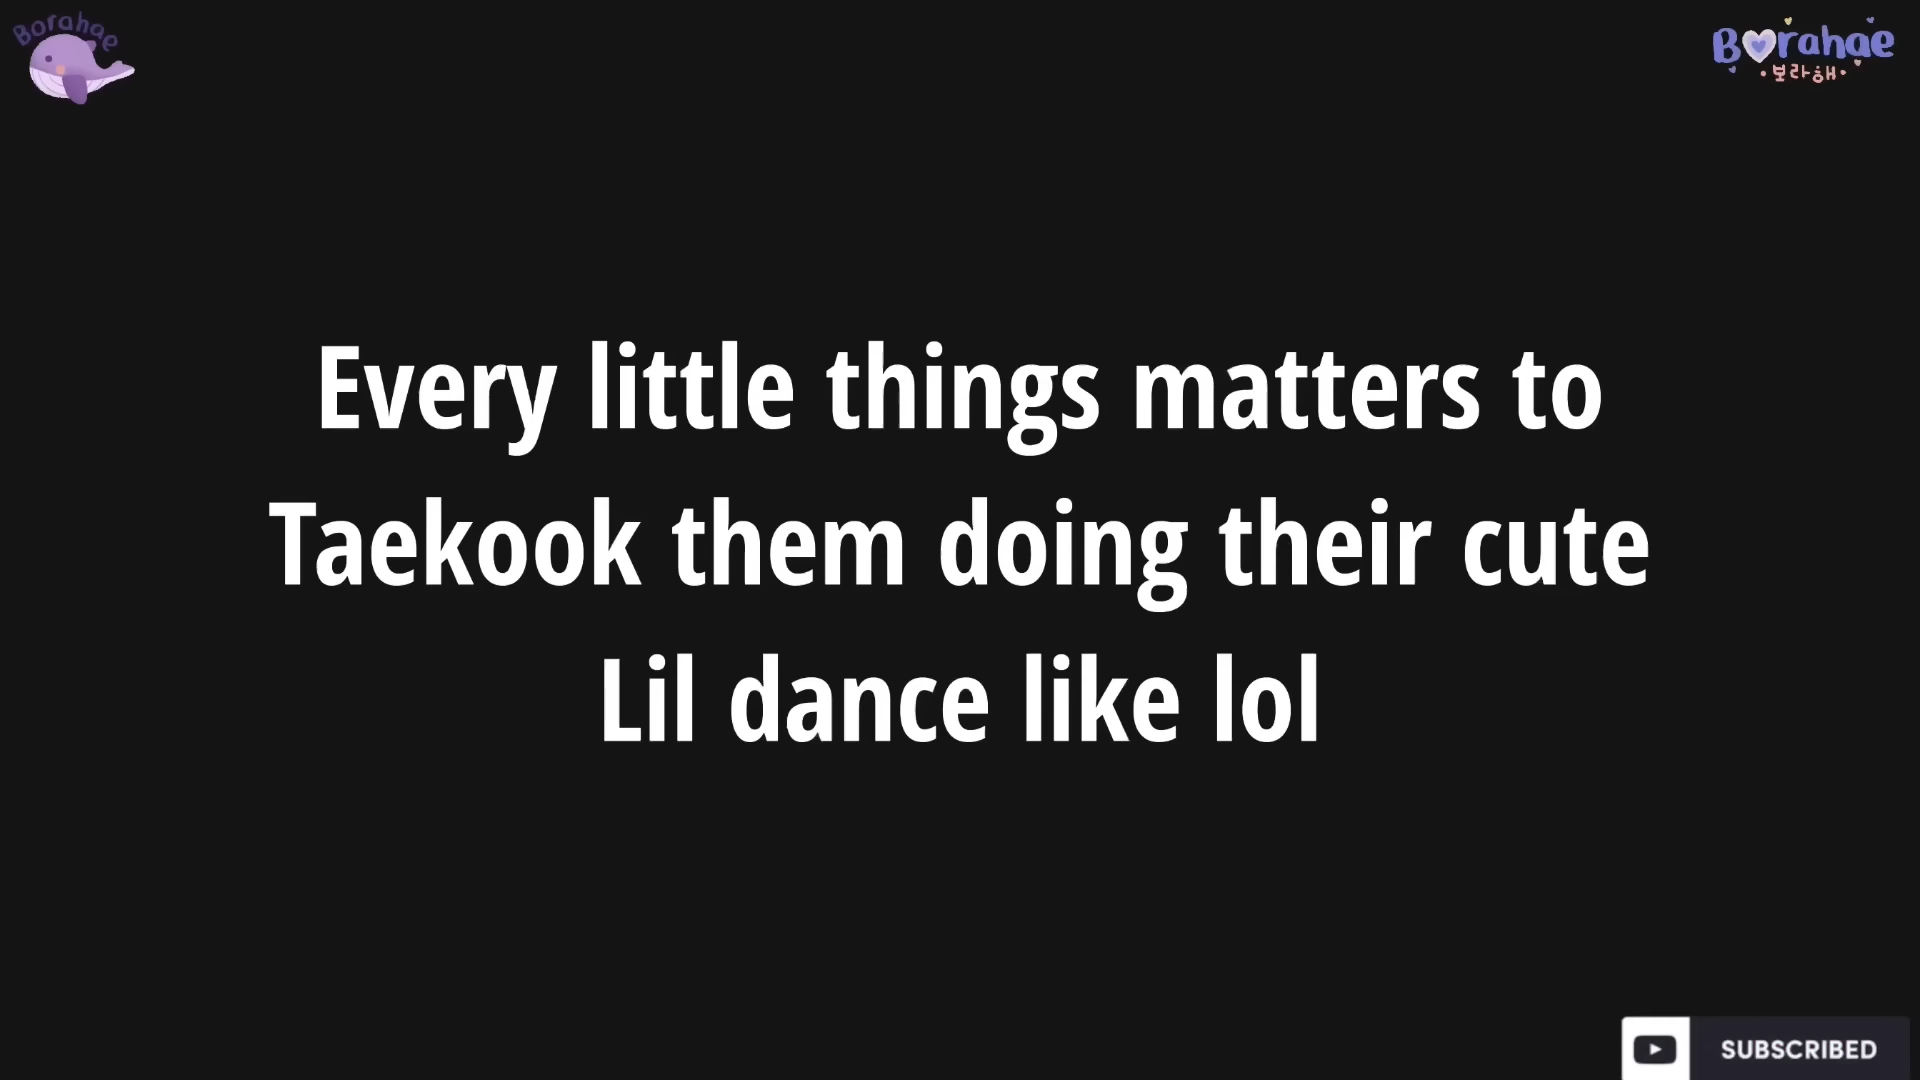 Borahae
Borahae
보라해
Every little things matters to
Taekook them doing their cute
Lil dance like lol
SUBSCRIBED